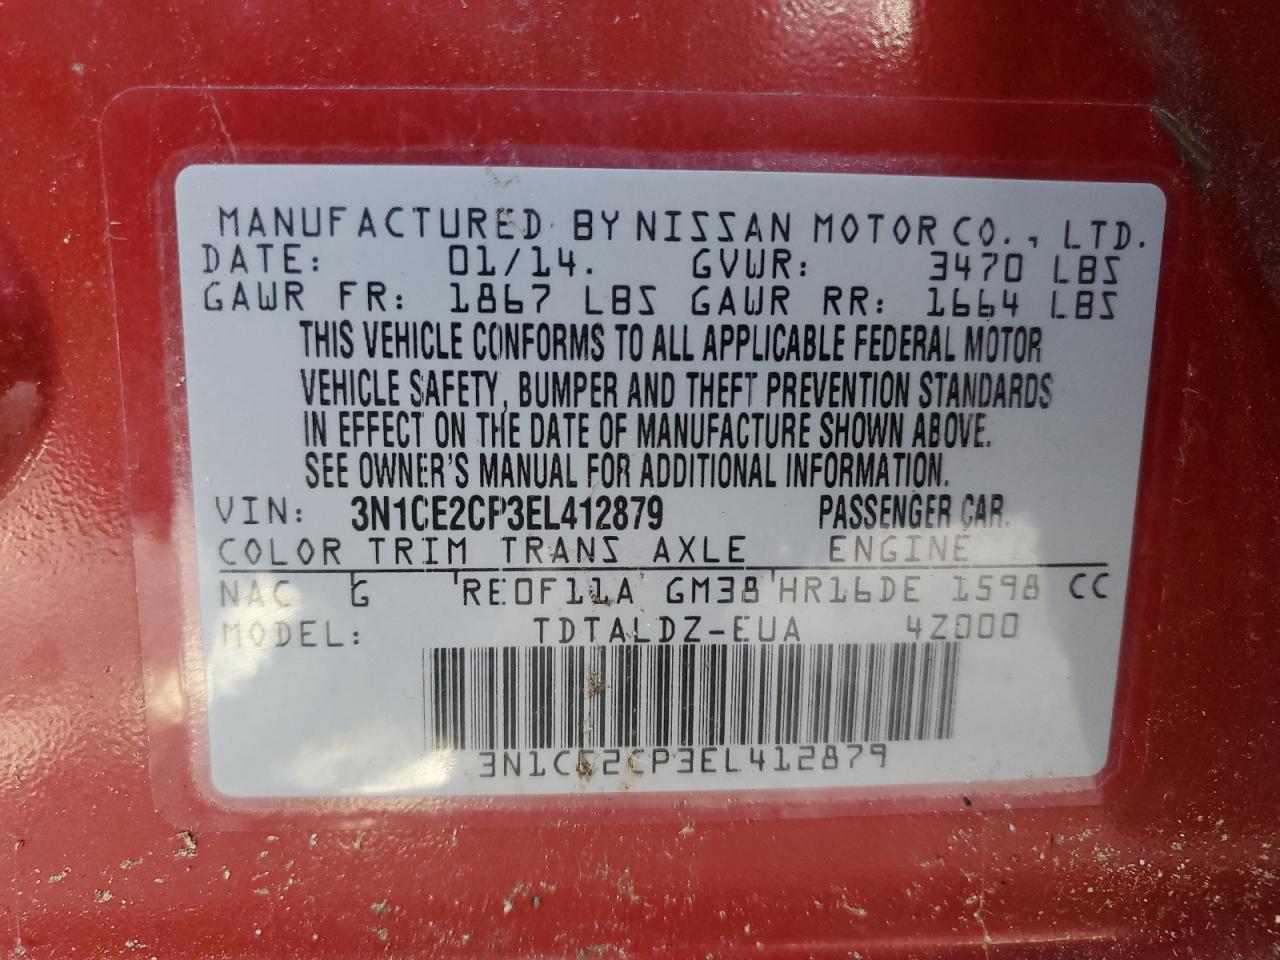 MANUFACTURED BY NISSAN MOTOR CO., LTD.
DATE: 01/14. GVWR: 3470 LBS
GAWR FR: 1867 LBS GAWR RR: 1664 LBS
THIS VEHICLE CONFORMS TO ALL APPLICABLE FEDERAL MOTOR
VEHICLE SAFETY, BUMPER AND THEFT PREVENTION STANDARDS
IN EFFECT ON THE DATE OF MANUFACTURE SHOWN ABOVE.
SEE OWNER'S MANUAL FOR ADDITIONAL INFORMATION.
VIN: 3N1CE2CP3EL412879 PASSENGER CAR.
COLOR TRIM TRANS AXLE ENGINE
NAC G RE0F11A GM38 HR16DE 1598 CC
MODEL: TDTALDZ-EUA 4Z000
3N1CE2CP3EL412879